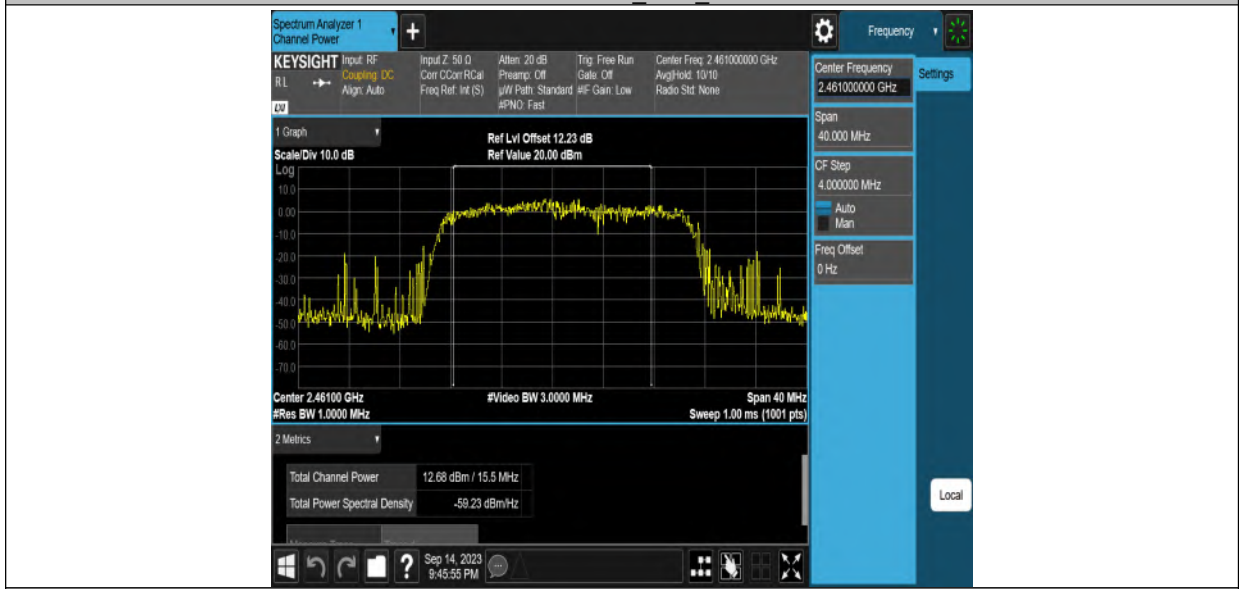 Spectrum Analyzer 1
Channel Power
+
Frequency
KEYSIGHT
RL
LXI
Input: RF
Coupling: DC
Align: Auto
Input Z: 50 Ω
Corr CCorr RCal
Freq Ref: Int (S)
Atten: 20 dB
Preamp: Off
µW Path: Standard
#PNO: Fast
Trig: Free Run
Gate: Off
#IF Gain: Low
Center Freq: 2.461000000 GHz
Avg|Hold: 10/10
Radio Std: None
Center Frequency
2.461000000 GHz
Settings
Span
40.000 MHz
CF Step
4.000000 MHz
Auto
Man
Freq Offset
0 Hz
Local
1 Graph
Scale/Div 10.0 dB
Ref Lvl Offset 12.23 dB
Ref Value 20.00 dBm
Log
10.0
0.00
-10.0
-20.0
-30.0
-40.0
-50.0
-60.0
-70.0
Center 2.46100 GHz
#Res BW 1.0000 MHz
#Video BW 3.0000 MHz
Span 40 MHz
Sweep 1.00 ms (1001 pts)
2 Metrics
Total Channel Power 12.68 dBm / 15.5 MHz
Total Power Spectral Density -59.23 dBm/Hz
?
Sep 14, 2023
9:45:55 PM